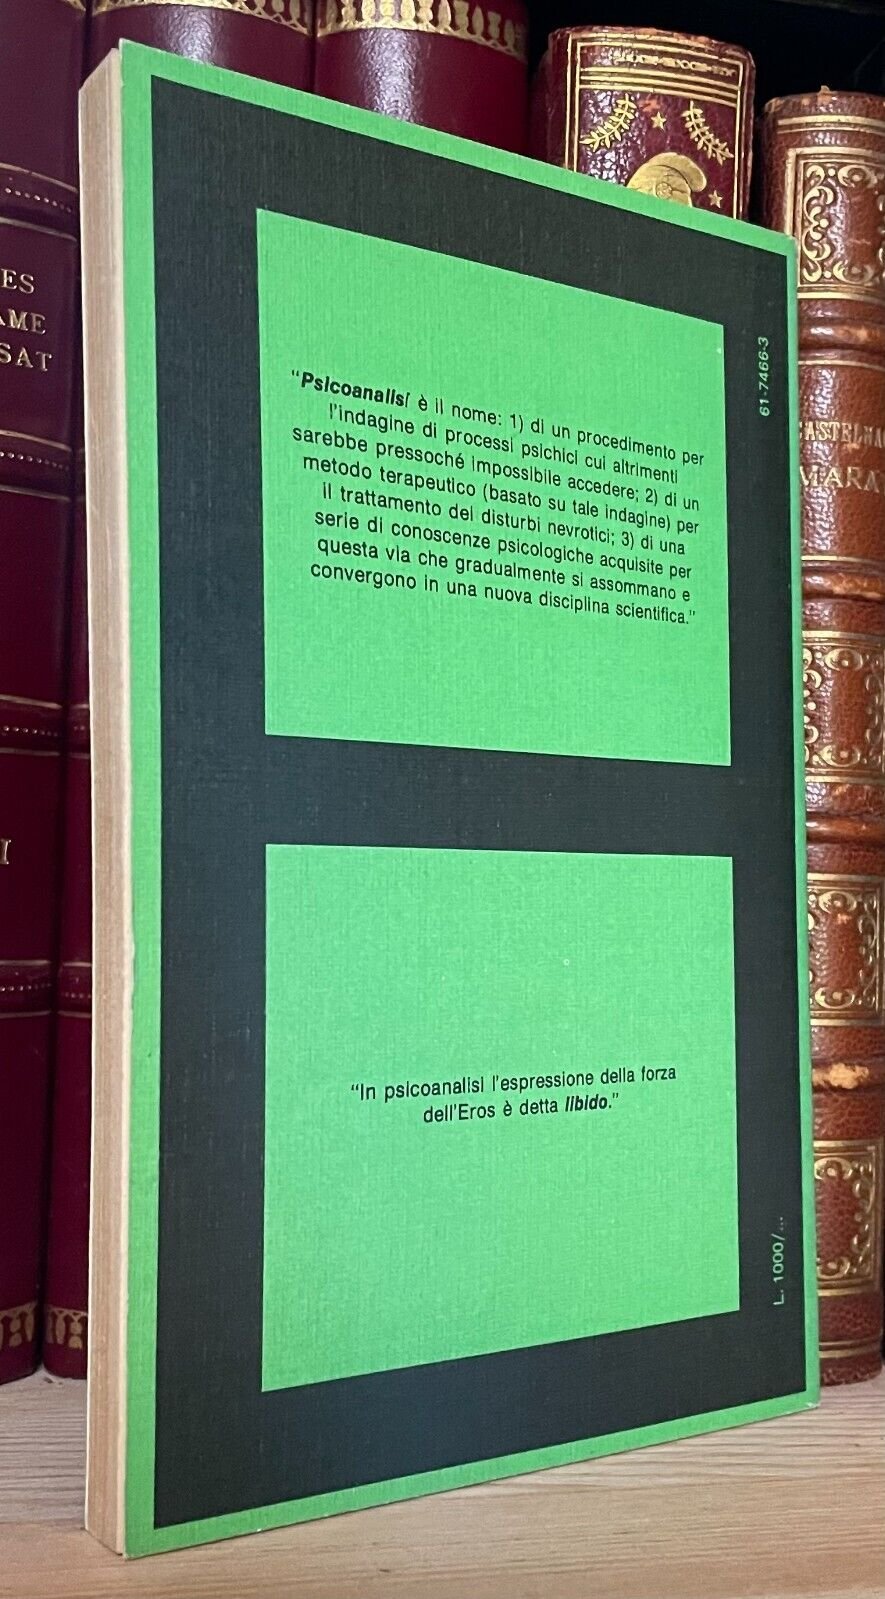 "Psicoanalisi è il nome: 1) di un procedimento per
l'indagine di processi psichici cui altrimenti
sarebbe pressoché impossibile accedere; 2) di un
metodo terapeutico (basato su tale indagine) per
il trattamento dei disturbi nevrotici; 3) di una
serie di conoscenze psicologiche acquisite per
questa via che gradualmente si assommano e
convergono in una nuova disciplina scientifica."
"In psicoanalisi l'espressione della forza
dell'Eros è detta libido."
61-7466-3
L. 1000/...
ES
AME
SAT
I
MARA